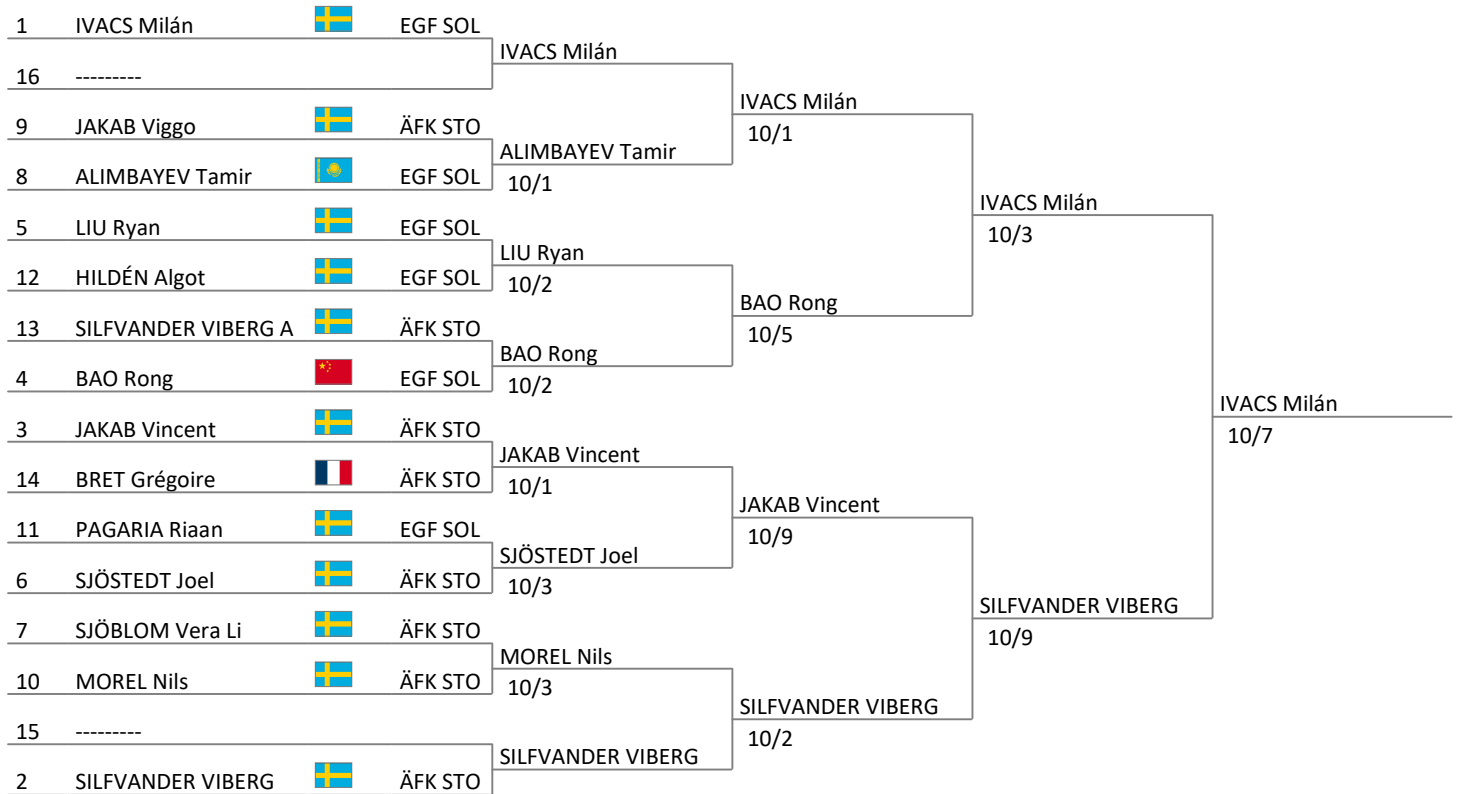 1 IVACS Milán EGF SOL
IVACS Milán
16 ---------
IVACS Milán
10/1
9 JAKAB Viggo ÄFK STO
ALIMBAYEV Tamir
10/1
8 ALIMBAYEV Tamir EGF SOL
IVACS Milán
10/3
5 LIU Ryan EGF SOL
LIU Ryan
10/2
12 HILDÉN Algot EGF SOL
BAO Rong
10/5
13 SILFVANDER VIBERG A ÄFK STO
BAO Rong
10/2
4 BAO Rong EGF SOL
IVACS Milán
10/7
3 JAKAB Vincent ÄFK STO
JAKAB Vincent
10/1
14 BRET Grégoire ÄFK STO
JAKAB Vincent
10/9
11 PAGARIA Riaan EGF SOL
SJÖSTEDT Joel
10/3
6 SJÖSTEDT Joel ÄFK STO
SILFVANDER VIBERG
10/9
7 SJÖBLOM Vera Li ÄFK STO
MOREL Nils
10/3
10 MOREL Nils ÄFK STO
SILFVANDER VIBERG
10/2
15 ---------
SILFVANDER VIBERG
2 SILFVANDER VIBERG ÄFK STO